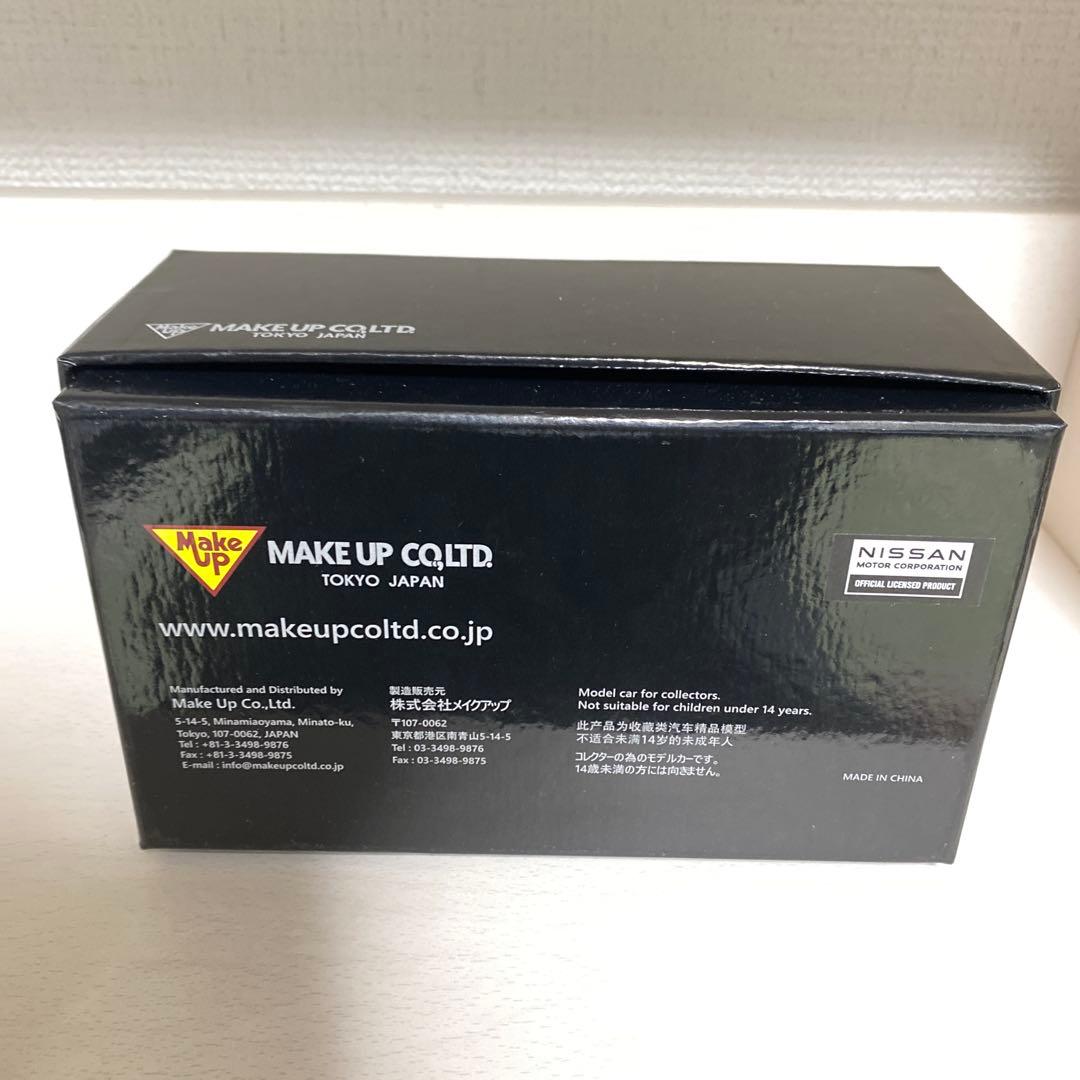 Make UP MAKE UP CO.,LTD.
TOKYO JAPAN
Make UP MAKE UP CO.,LTD.
TOKYO JAPAN
www.makeupcoltd.co.jp
NISSAN
MOTOR CORPORATION
OFFICIAL LICENSED PRODUCT
Manufactured and Distributed by
Make Up Co.,Ltd.
5-14-5, Minamiaoyama, Minato-ku,
Tokyo, 107-0062, JAPAN
Tel : +81-3-3498-9876
Fax : +81-3-3498-9875
E-mail : info@makeupcoltd.co.jp
製造販売元
株式会社メイクアップ
〒107-0062
東京都港区南青山5-14-5
Tel : 03-3498-9876
Fax : 03-3498-9875
Model car for collectors.
Not suitable for children under 14 years.
此产品为收藏类汽车精品模型
不适合未满14岁的未成年人
コレクターの為のモデルカーです。
14歳未満の方には向きません。
MADE IN CHINA